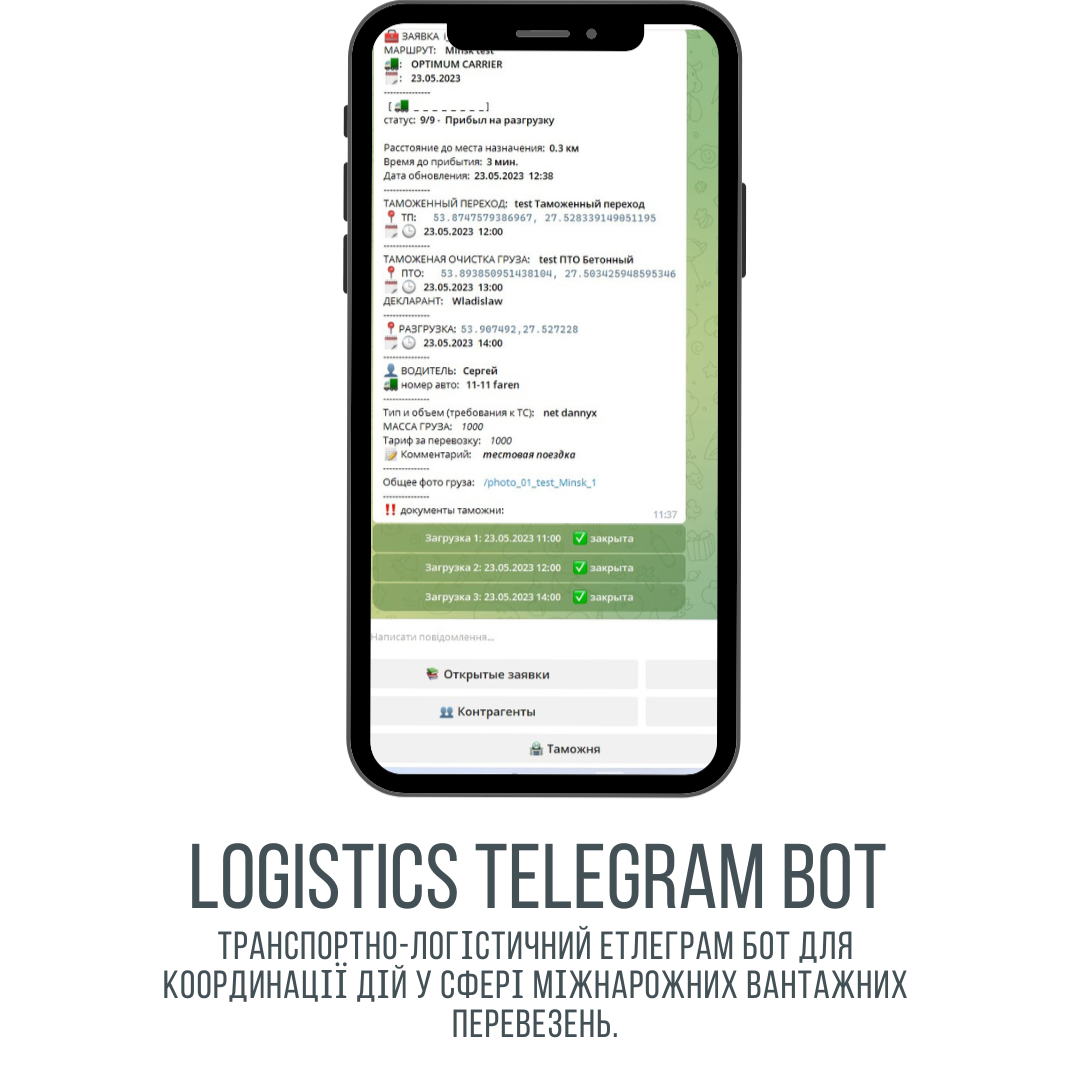 ЗАЯВКА
МАРШРУТ: Minsk test
: OPTIMUM CARRIER
: 23.05.2023
---------------
[ _ _ _ _ _ _ _ _ ]
статус: 9/9 - Прибыл на разгрузку
Расстояние до места назначения: 0.3 км
Время до прибытия: 3 мин.
Дата обновления: 23.05.2023 12:38
---------------
ТАМОЖЕННЫЙ ПЕРЕХОД: test Таможенный переход
ТП: 53.8747579386967, 27.528339149051195
23.05.2023 12:00
---------------
ТАМОЖЕНАЯ ОЧИСТКА ГРУЗА: test ПТО Бетонный
ПТО: 53.893850951438104, 27.503425948595346
23.05.2023 13:00
ДЕКЛАРАНТ: Wladislaw
---------------
РАЗГРУЗКА: 53.907492,27.527228
23.05.2023 14:00
---------------
ВОДИТЕЛЬ: Сергей
номер авто: 11-11 faren
---------------
Тип и объем (требования к ТС): net dannyx
МАССА ГРУЗА: 1000
Тариф за перевозку: 1000
Комментарий: тестовая поездка
---------------
Общее фото груза: /photo_01_test_Minsk_1
---------------
‼ документы таможни:
11:37
Загрузка 1: 23.05.2023 11:00 ✅ закрыта
Загрузка 2: 23.05.2023 12:00 ✅ закрыта
Загрузка 3: 23.05.2023 14:00 ✅ закрыта
Написати повідомлення...
Открытые заявки
Контрагенты
Таможня
LOGISTICS TELEGRAM BOT
ТРАНСПОРТНО-ЛОГІСТИЧНИЙ ЕТЛЕГРАМ БОТ ДЛЯ
КООРДИНАЦІЇ ДІЙ У СФЕРІ МІЖНАРОЖНИХ ВАНТАЖНИХ
ПЕРЕВЕЗЕНЬ.